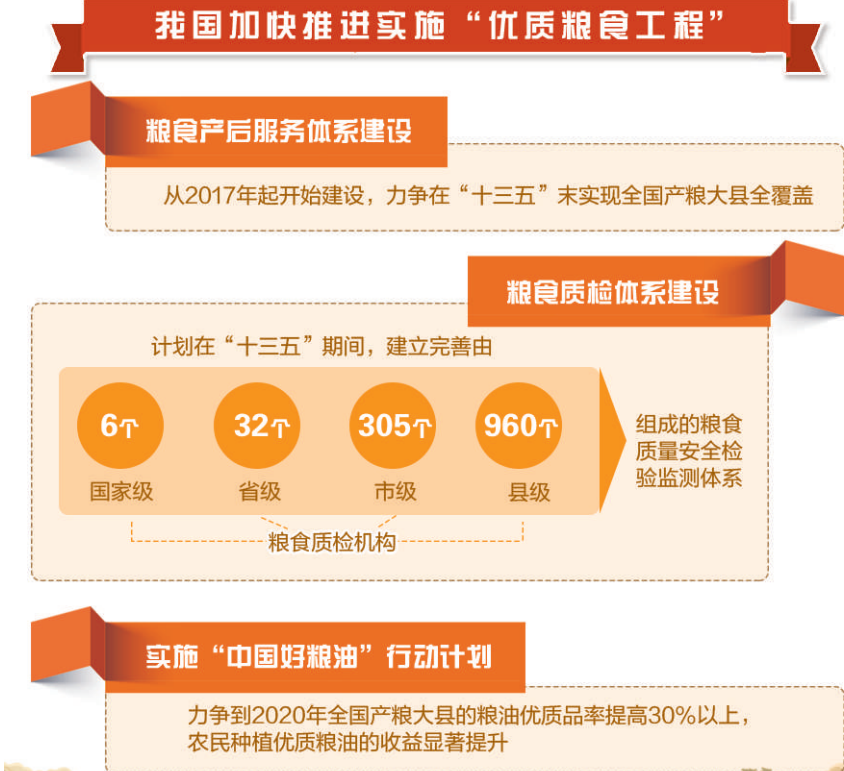 我国加快推进实施“优质粮食工程”
粮食产后服务体系建设
从2017年起开始建设，力争在“十三五”末实现全国产粮大县全覆盖
粮食质检体系建设
计划在“十三五”期间，建立完善由
6个
32个
305个
960个
国家级
省级
市级
县级
粮食质检机构
组成的粮食
质量安全检
验监测体系
实施“中国好粮油”行动计划
力争到2020年全国产粮大县的粮油优质品率提高30%以上，
农民种植优质粮油的收益显著提升